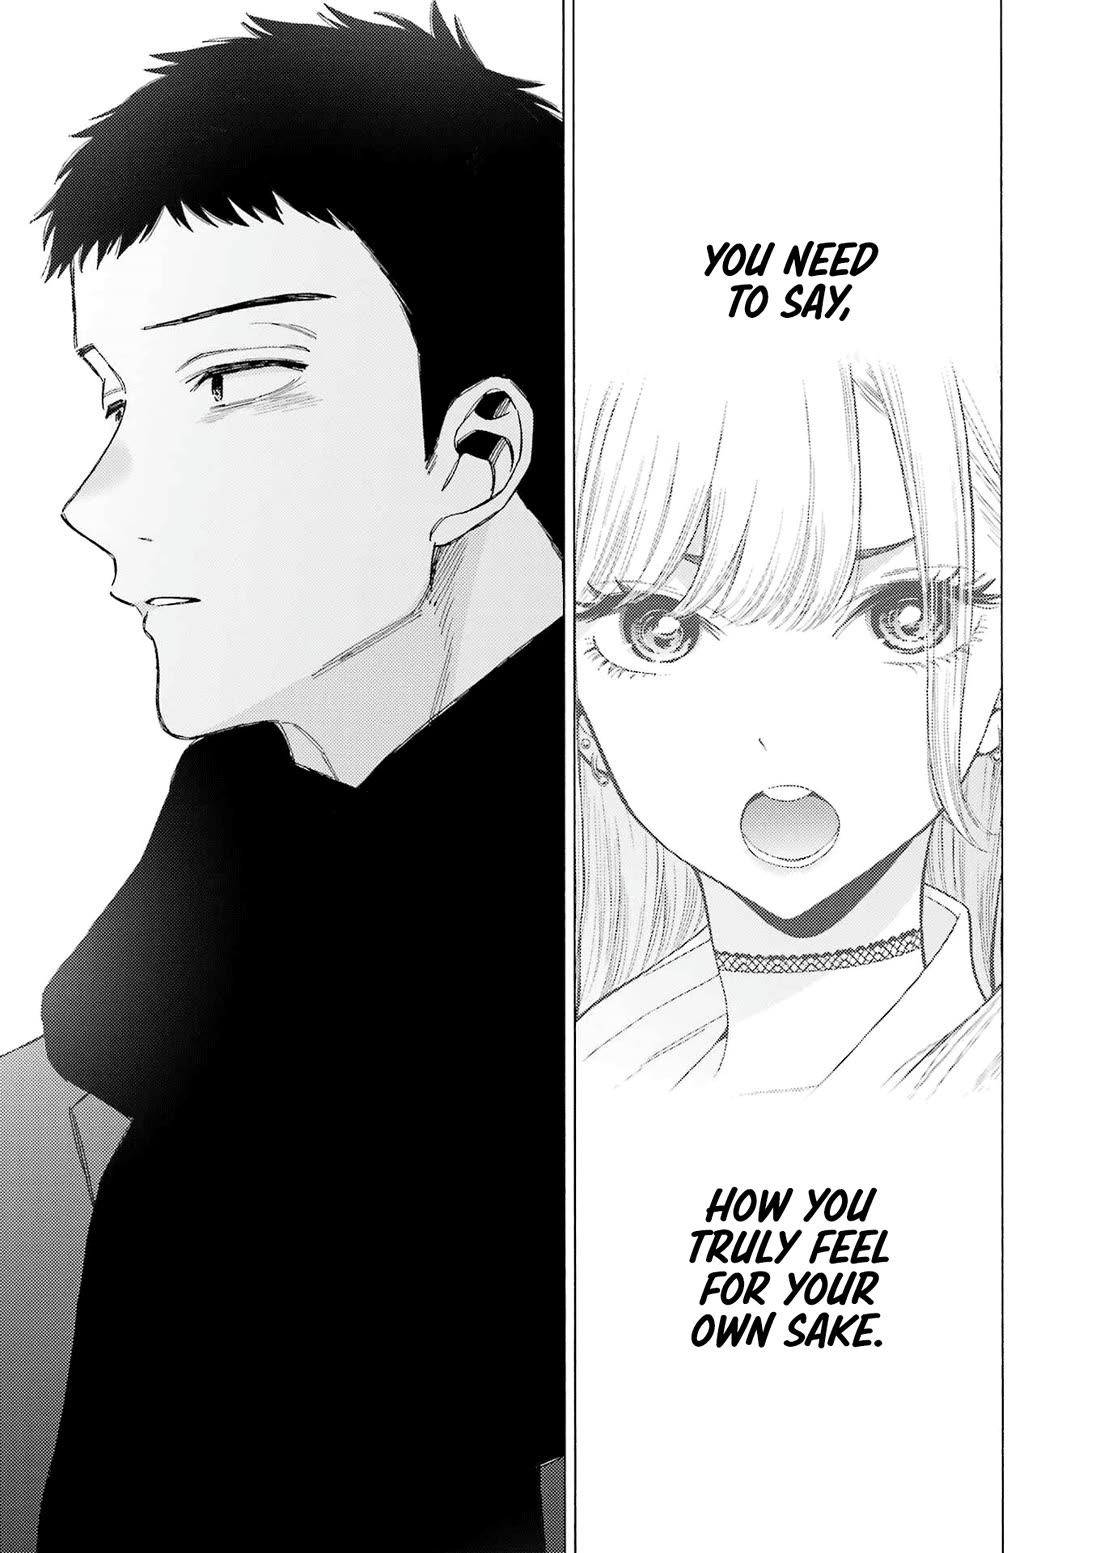 YOU NEED
TO SAY,
HOW YOU
TRULY FEEL
FOR YOUR
OWN SAKE.